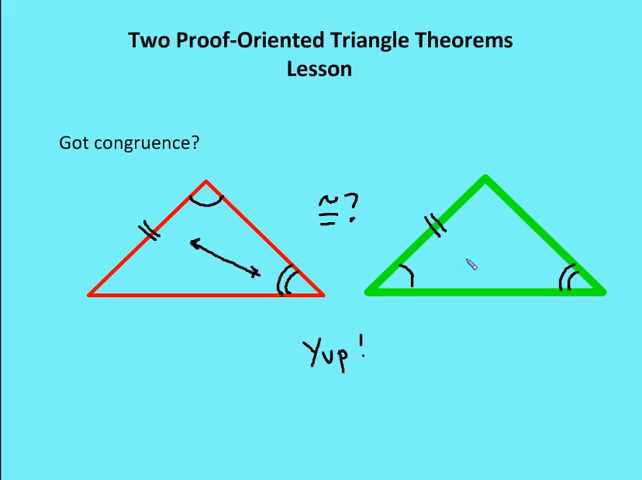 Two Proof-Oriented Triangle Theorems
Lesson
Got congruence?
≅?
Yup!